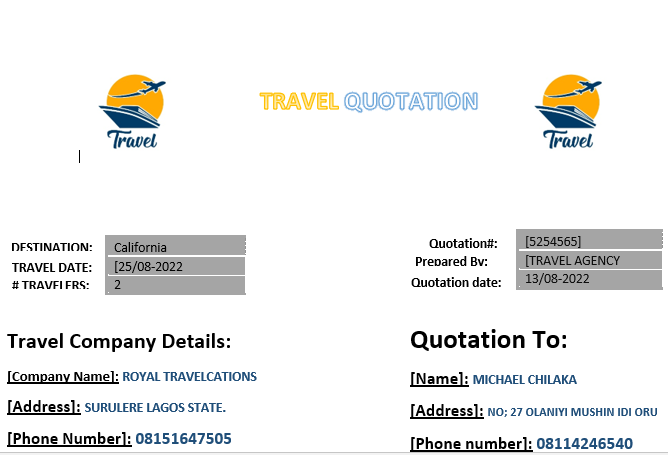 TRAVEL QUOTATION
Travel
Travel
DESTINATION: California
TRAVEL DATE: [25/08-2022
# TRAVELERS: 2
Quotation#: [5254565]
Prepared By: [TRAVEL AGENCY
Quotation date: 13/08-2022
Travel Company Details:
[Company Name]: ROYAL TRAVELCATIONS
[Address]: SURULERE LAGOS STATE.
[Phone Number]: 08151647505
Quotation To:
[Name]: MICHAEL CHILAKA
[Address]: NO; 27 OLANIYI MUSHIN IDI ORU
[Phone number]: 08114246540